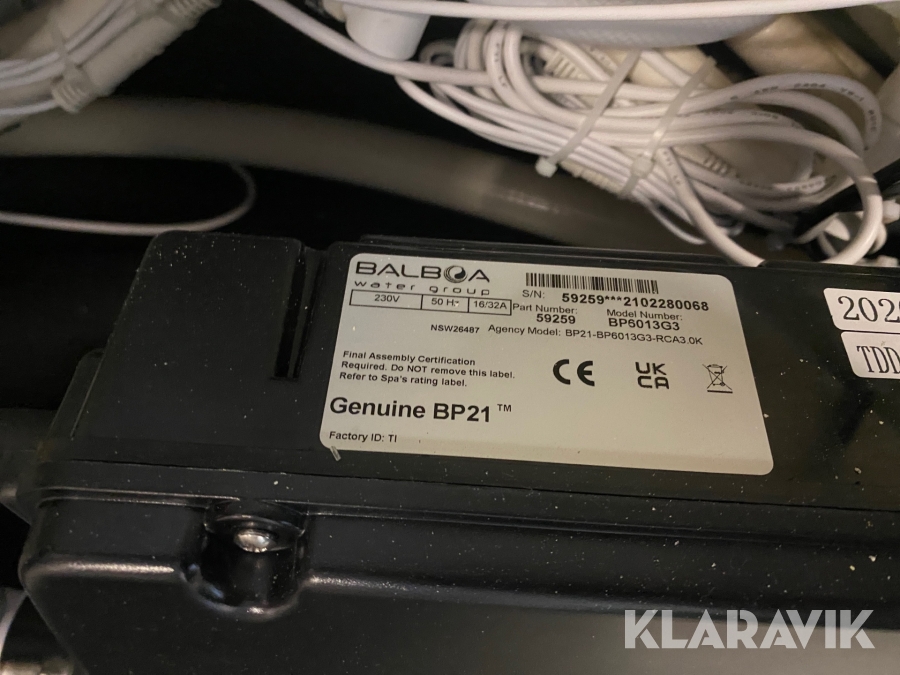 BALBOA
water group
230V 50 H~ 16/32A
S/N: 59259***2102280068
Part Number: 59259
Model Number: BP6013G3
NSW26487 Agency Model: BP21-BP6013G3-RCA3.0K
Final Assembly Certification
Required. Do NOT remove this label.
Refer to Spa's rating label.
CE
UK
CA
Genuine BP21 ™
Factory ID: TI
202
TDD
KLARAVIK